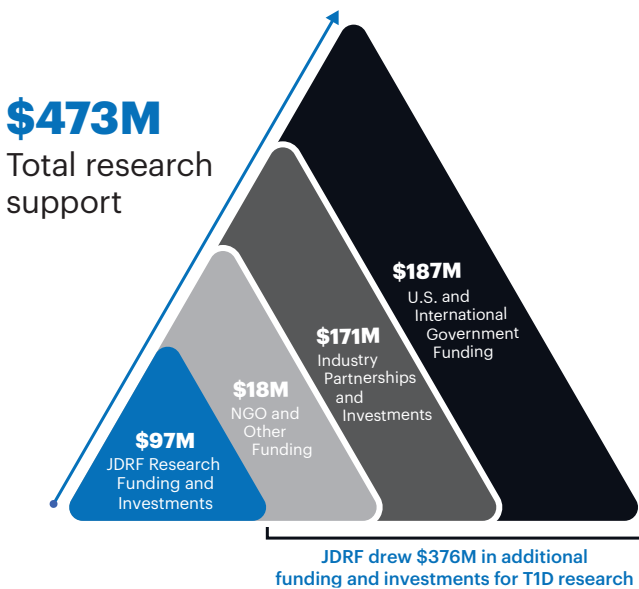 $473M
Total research
support
$187M
U.S. and
International
Government
Funding
$171M
Industry
Partnerships
and
Investments
$18M
NGO and
Other
Funding
$97M
JDRF Research
Funding and
Investments
JDRF drew $376M in additional
funding and investments for T1D research